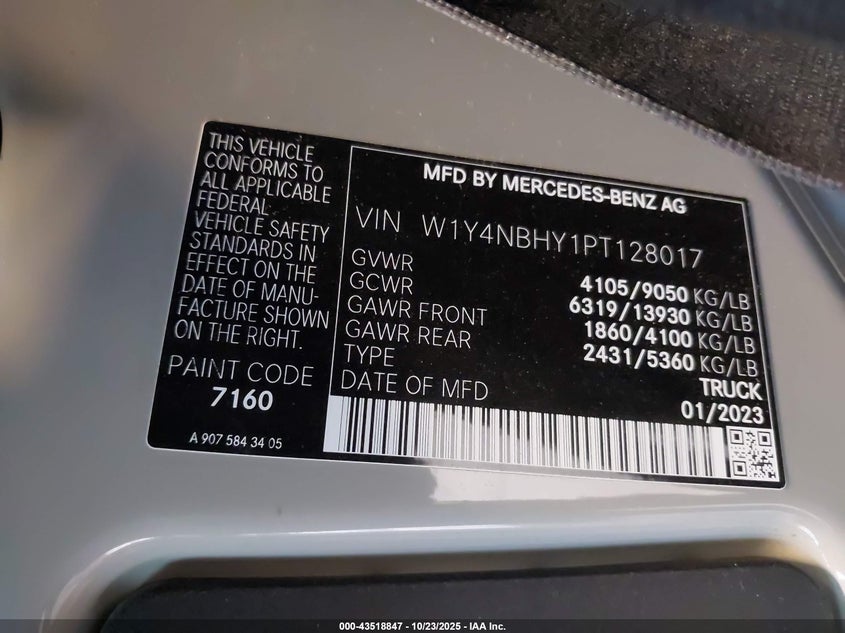 THIS VEHICLE
CONFORMS TO
ALL APPLICABLE
FEDERAL
VEHICLE SAFETY
STANDARDS IN
EFFECT ON THE
DATE OF MANU-
FACTURE SHOWN
ON THE RIGHT.
PAINT CODE
7160
A 907 584 34 05
MFD BY MERCEDES-BENZ AG
VIN W1Y4NBHY1PT128017
GVWR 4105/9050 KG/LB
GCWR 6319/13930 KG/LB
GAWR FRONT 1860/4100 KG/LB
GAWR REAR 2431/5360 KG/LB
TYPE TRUCK
DATE OF MFD 01/2023
000-43518847 - 10/23/2025 - IAA Inc.